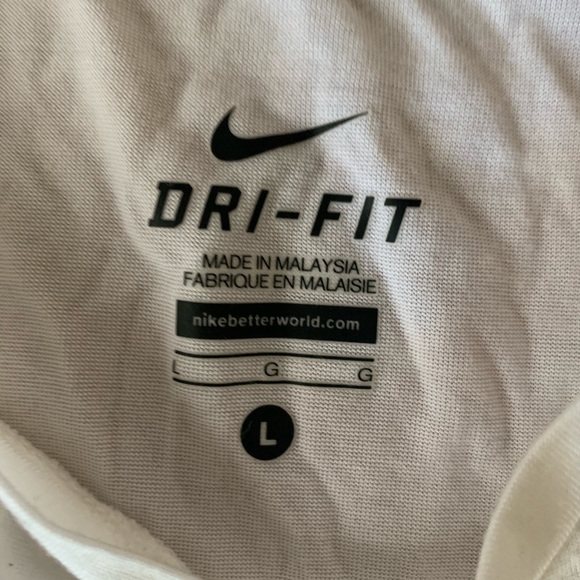 DRI-FIT
MADE IN MALAYSIA
FABRIQUE EN MALAISIE
nikebetterworld.com
L G G
L